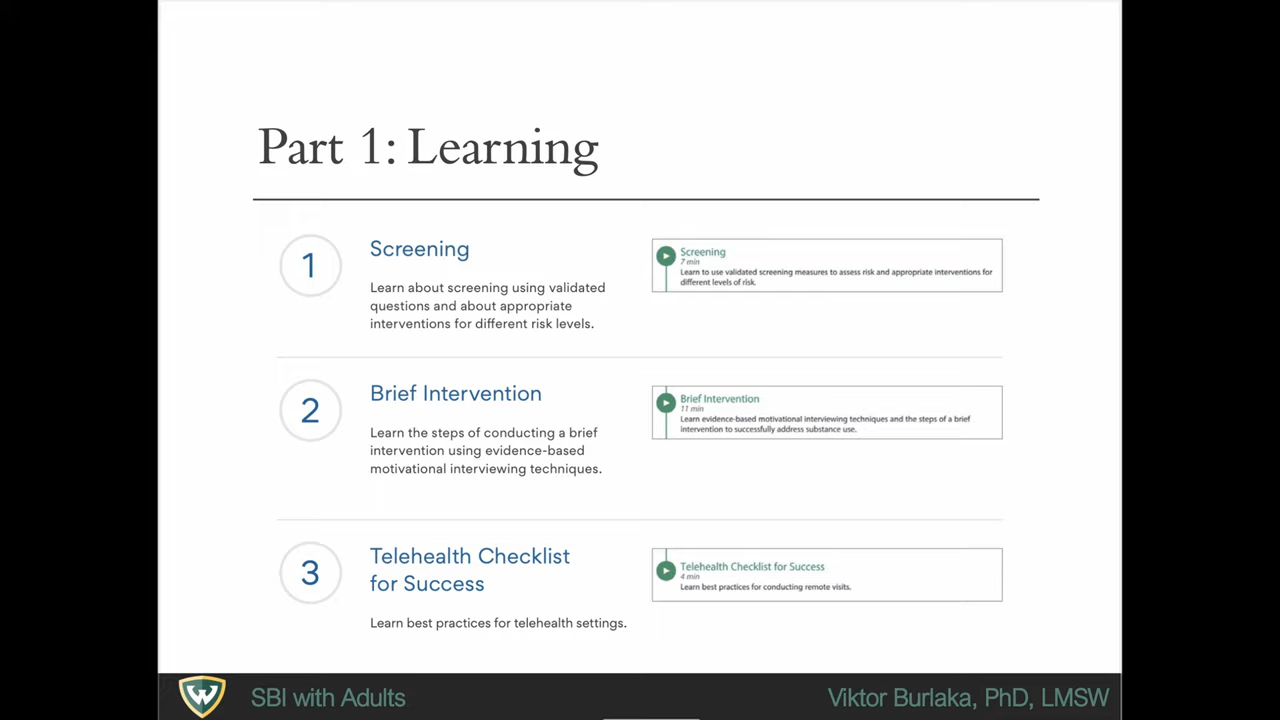 Part 1: Learning
1
Screening
Learn about screening using validated
questions and about appropriate
interventions for different risk levels.
Screening
7 min
Learn to use validated screening measures to assess risk and appropriate interventions for
different levels of risk.
2
Brief Intervention
Learn the steps of conducting a brief
intervention using evidence-based
motivational interviewing techniques.
Brief Intervention
11 min
Learn evidence-based motivational interviewing techniques and the steps of a brief
intervention to successfully address substance use.
3
Telehealth Checklist
for Success
Learn best practices for telehealth settings.
Telehealth Checklist for Success
4 min
Learn best practices for conducting remote visits.
W
SBI with Adults
Viktor Burlaka, PhD, LMSW